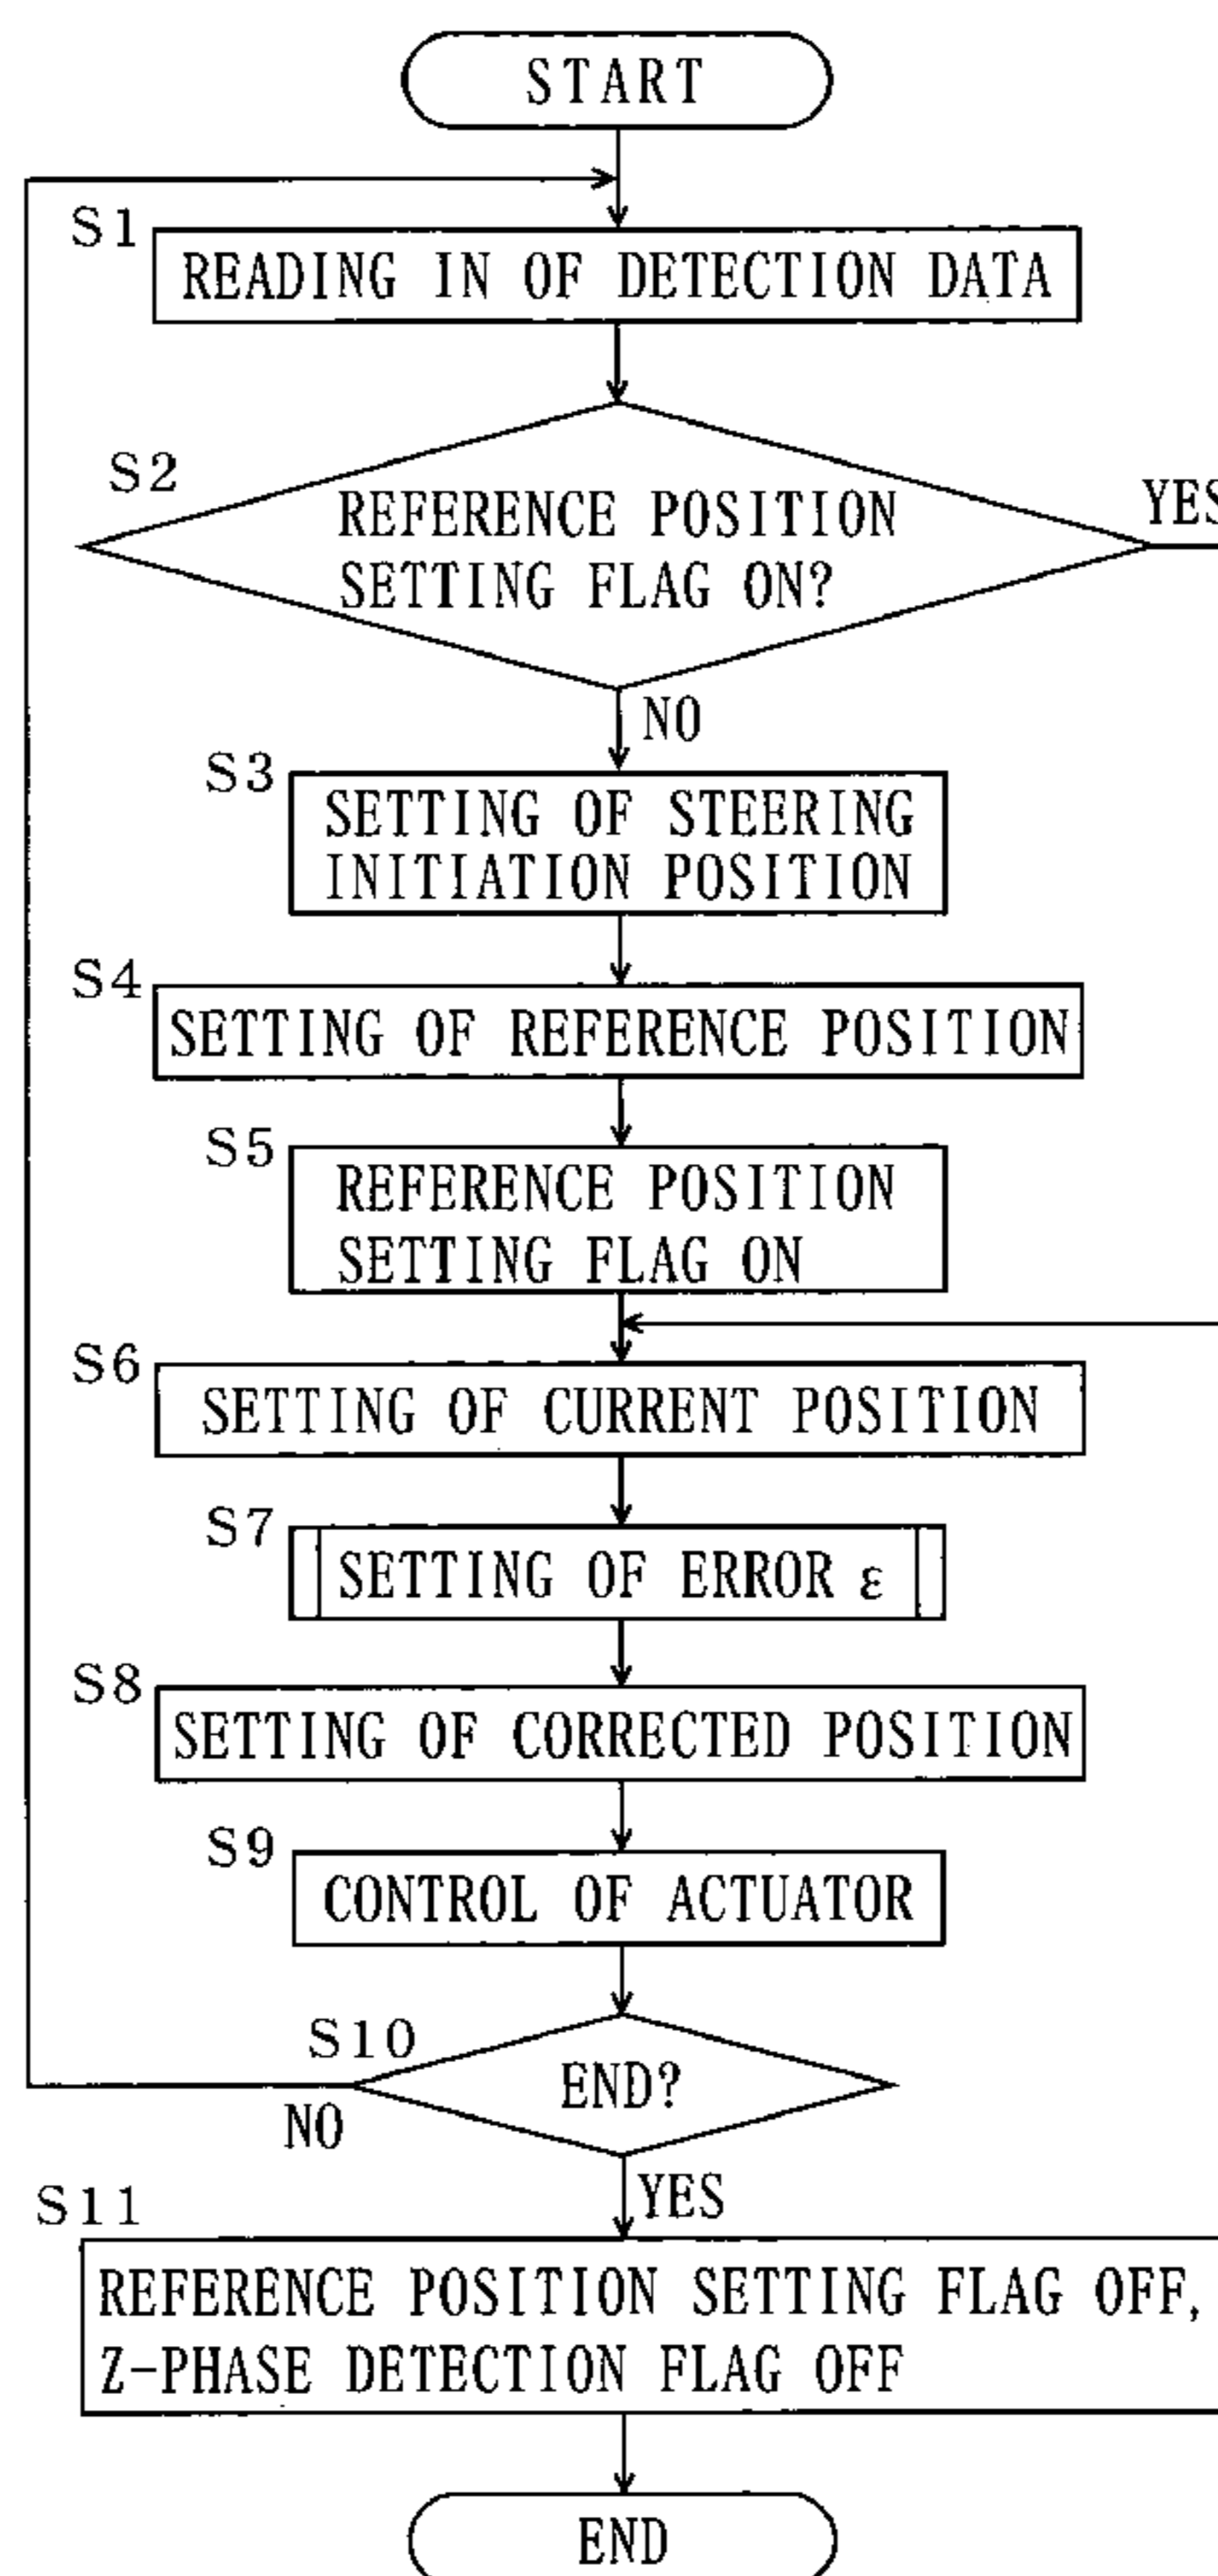 START
S1
READING IN OF DETECTION DATA
S2
REFERENCE POSITION
SETTING FLAG ON?
YES
NO
S3
SETTING OF STEERING
INITIATION POSITION
S4
SETTING OF REFERENCE POSITION
S5
REFERENCE POSITION
SETTING FLAG ON
S6
SETTING OF CURRENT POSITION
S7
SETTING OF ERROR ε
S8
SETTING OF CORRECTED POSITION
S9
CONTROL OF ACTUATOR
S10
END?
NO
YES
S11
REFERENCE POSITION SETTING FLAG OFF,
Z-PHASE DETECTION FLAG OFF
END